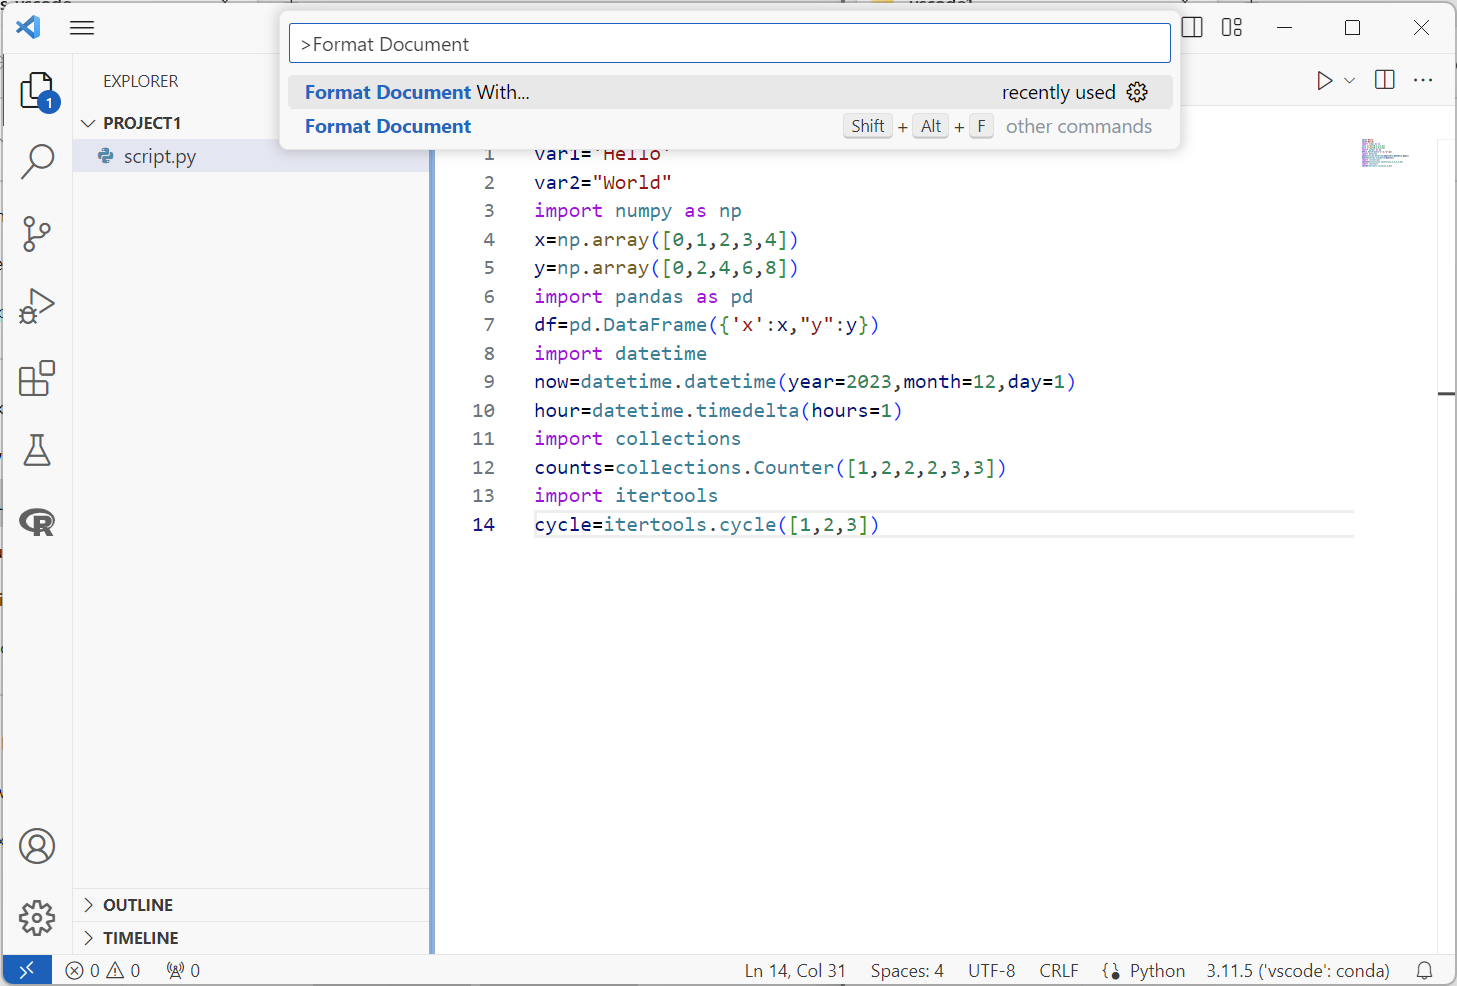 >Format Document
EXPLORER
Format Document With... recently used
1
Format Document Shift + Alt + F other commands
PROJECT1
script.py
1 var1='Hello'
2 var2="World"
3 import numpy as np
4 x=np.array([0,1,2,3,4])
5 y=np.array([0,2,4,6,8])
6 import pandas as pd
7 df=pd.DataFrame({'x':x,"y":y})
8 import datetime
9 now=datetime.datetime(year=2023,month=12,day=1)
10 hour=datetime.timedelta(hours=1)
11 import collections
12 counts=collections.Counter([1,2,2,2,3,3])
13 import itertools
14 cycle=itertools.cycle([1,2,3])
R
OUTLINE
TIMELINE
0 0 0 Ln 14, Col 31 Spaces: 4 UTF-8 CRLF Python 3.11.5 ('vscode': conda)